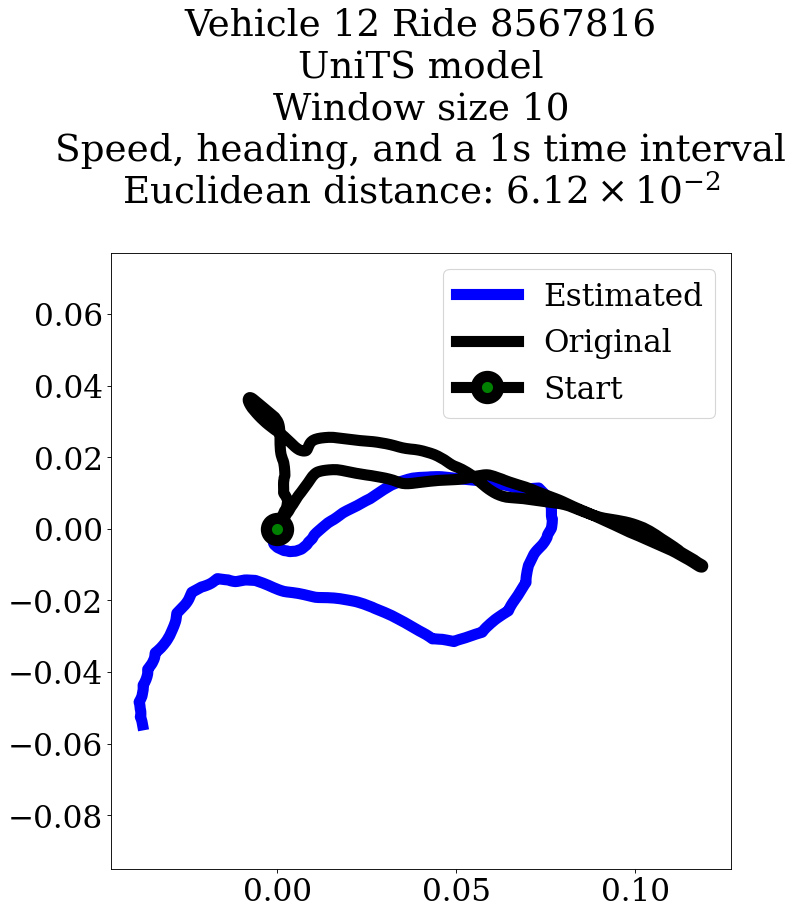 Vehicle 12 Ride 8567816
UniTS model
Window size 10
Speed, heading, and a 1s time interval
Euclidean distance: 6.12 × 10⁻²
Estimated
Original
Start
0.06
0.04
0.02
0.00
−0.02
−0.04
−0.06
−0.08
0.00 0.05 0.10